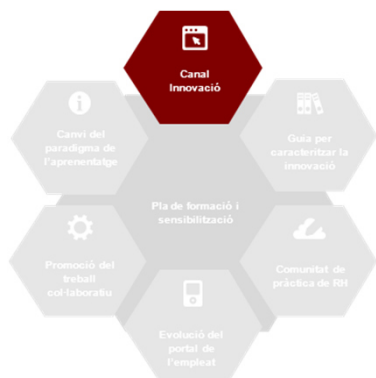 Canal
Innovació
Canvi del
paradigma de
l'aprenentatge
Guia per
caracteritzar la
innovació
Pla de formació i
sensibilització
Promoció del
treball
col·laboratiu
Comunitat de
pràctica de RH
Evolució del
portal de
l'empleat